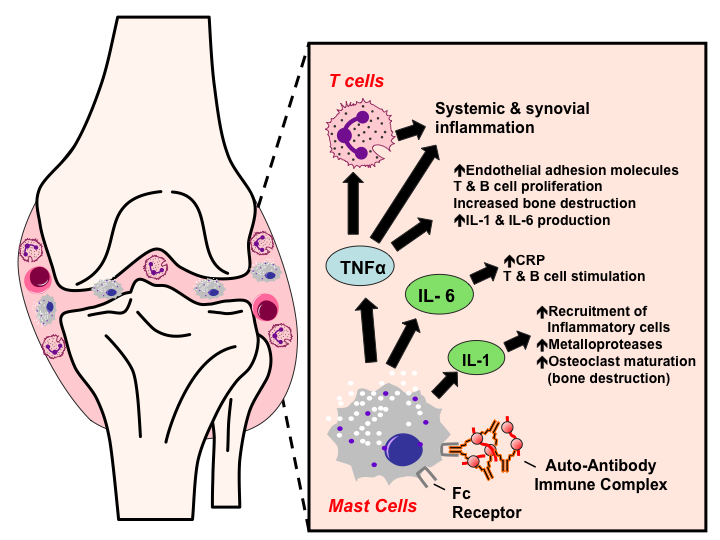 T cells
Systemic & synovial
inflammation
🡹Endothelial adhesion molecules
T & B cell proliferation
Increased bone destruction
🡹IL-1 & IL-6 production
TNFα
🡹CRP
T & B cell stimulation
IL- 6
🡹Recruitment of
Inflammatory cells
🡹Metalloproteases
🡹Osteoclast maturation
(bone destruction)
IL-1
Auto-Antibody
Immune Complex
Fc
Receptor
Mast Cells